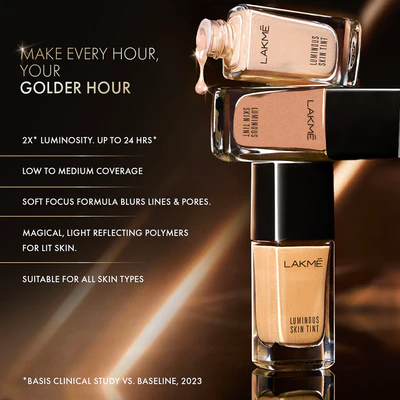 MAKE EVERY HOUR,
YOUR
GOLDER HOUR
2X* LUMINOSITY. UP TO 24 HRS*
LOW TO MEDIUM COVERAGE
SOFT FOCUS FORMULA BLURS LINES & PORES.
MAGICAL, LIGHT REFLECTING POLYMERS
FOR LIT SKIN.
SUITABLE FOR ALL SKIN TYPES
*BASIS CLINICAL STUDY VS. BASELINE, 2023
LAKMĒ
LUMINOUS
SKIN TINT
LAKMĒ
LUMINOUS
SKIN TINT
LAKMĒ
LUMINOUS
SKIN TINT